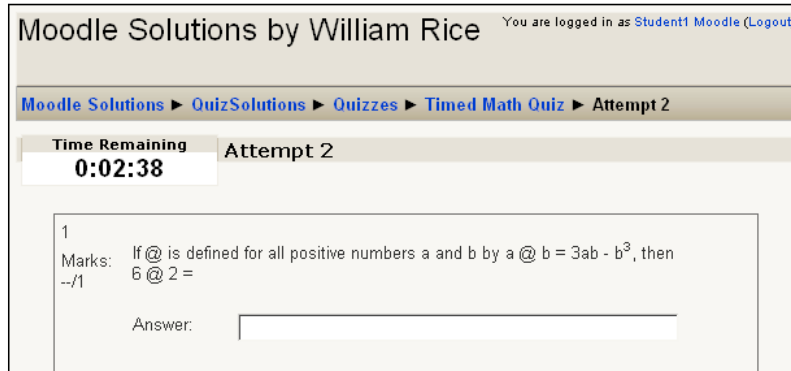 Moodle Solutions by William Rice
You are logged in as Student1 Moodle (Logout
Moodle Solutions ► QuizSolutions ► Quizzes ► Timed Math Quiz ► Attempt 2
Time Remaining
0:02:38
Attempt 2
1
Marks:
--/1
If @ is defined for all positive numbers a and b by a @ b = 3ab - b³, then
6 @ 2 =
Answer: